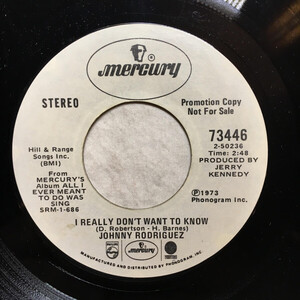 mercury
STEREO
Promotion Copy
Not For Sale
73446
2-50236
Time: 2:48
PRODUCED BY
JERRY
KENNEDY
Hill & Range
Songs Inc.
(BMI)
From
MERCURY'S
Album ALL I
EVER MEANT
TO DO WAS
SING
SRM-1-686
Ⓟ1973
Phonogram Inc.
I REALLY DON'T WANT TO KNOW
(D. Robertson - H. Barnes)
JOHNNY RODRIGUEZ
MANUFACTURED AND DISTRIBUTED BY PHONOGRAM, INC